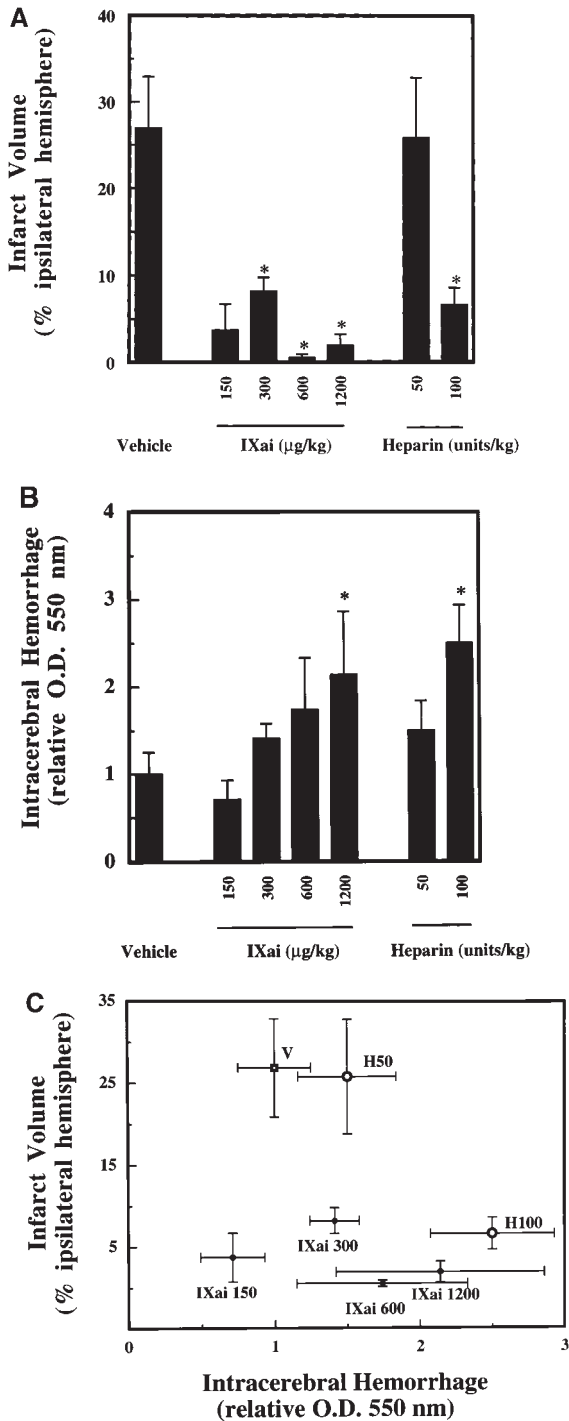 A
Infarct Volume
(% ipsilateral hemisphere)
40
30
20
10
0
*
*
*
*
150
300
600
1200
50
100
Vehicle
IXai (µg/kg)
Heparin (units/kg)
B
Intracerebral Hemorrhage
(relative O.D. 550 nm)
4
3
2
1
0
*
*
150
300
600
1200
50
100
Vehicle
IXai (µg/kg)
Heparin (units/kg)
C
Infarct Volume
(% ipsilateral hemisphere)
35
25
15
5
V
H50
IXai 300
H100
IXai 150
IXai 1200
IXai 600
0
1
2
3
Intracerebral Hemorrhage
(relative O.D. 550 nm)